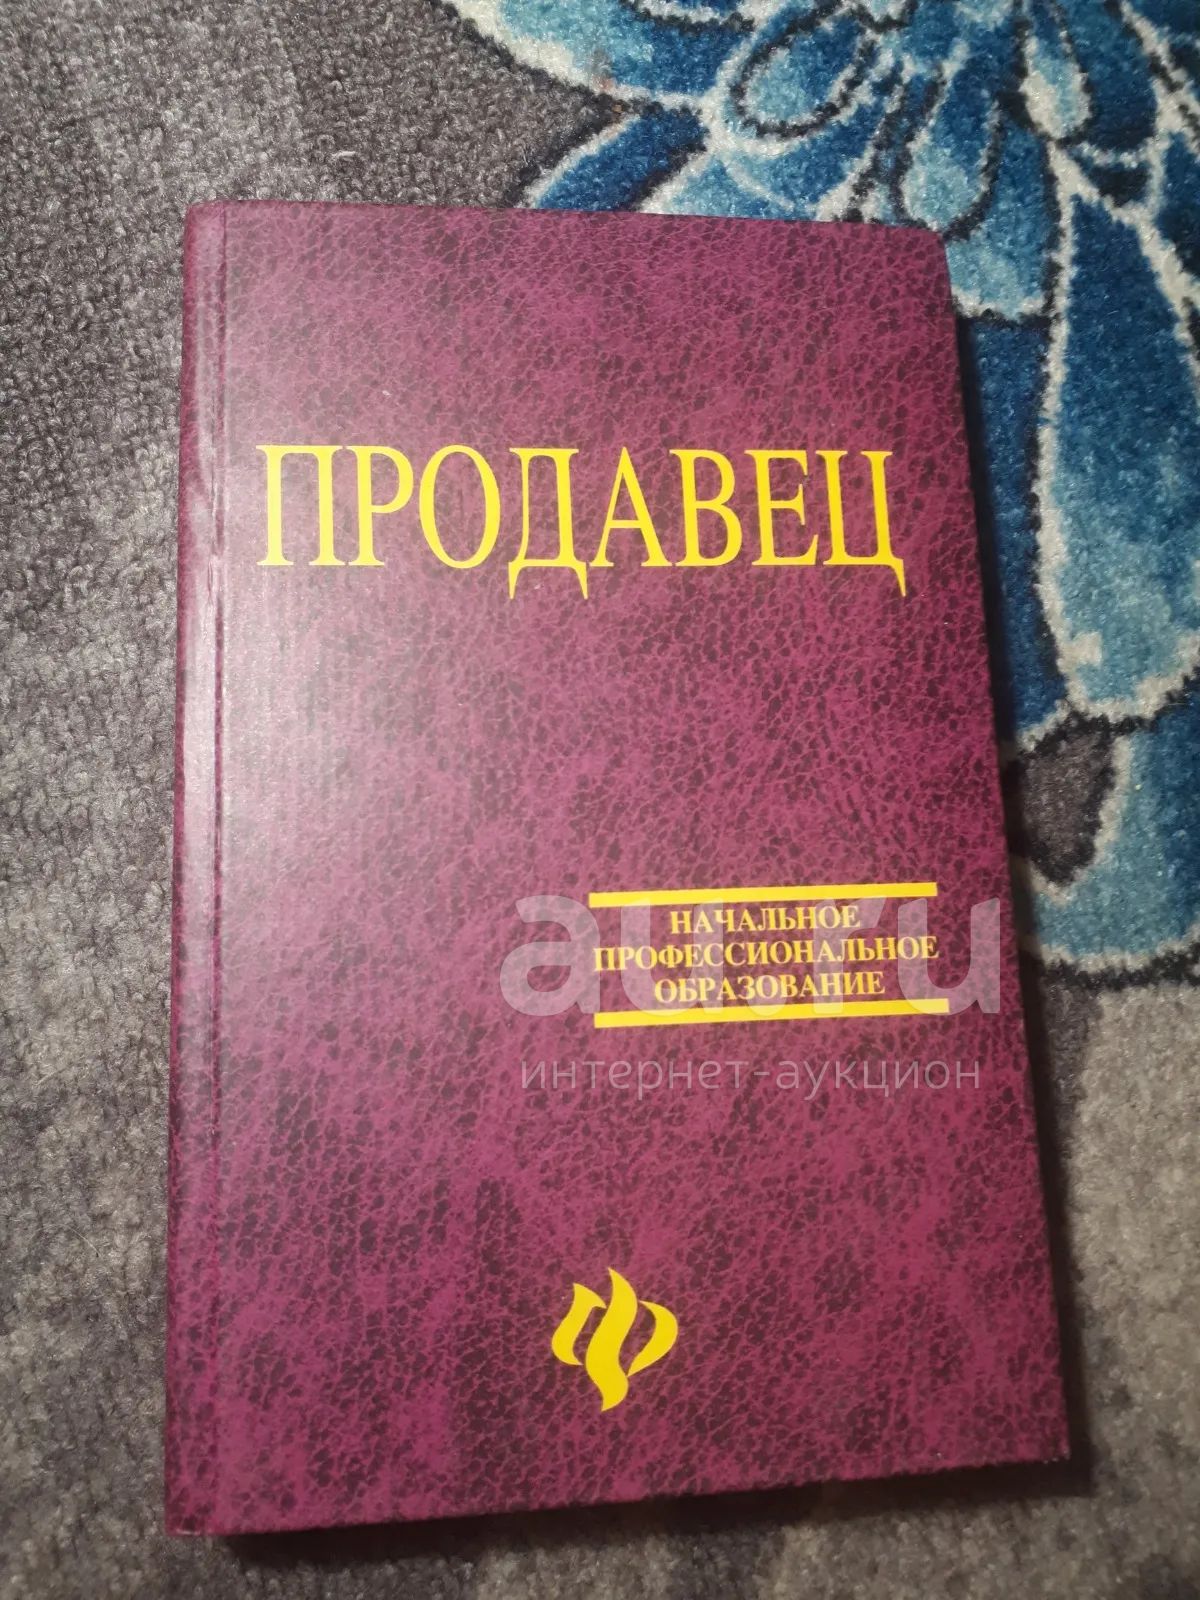 ПРОДАВЕЦ
НАЧАЛЬНОЕ
ПРОФЕССИОНАЛЬНОЕ
ОБРАЗОВАНИЕ
au.ru
интернет-аукцион